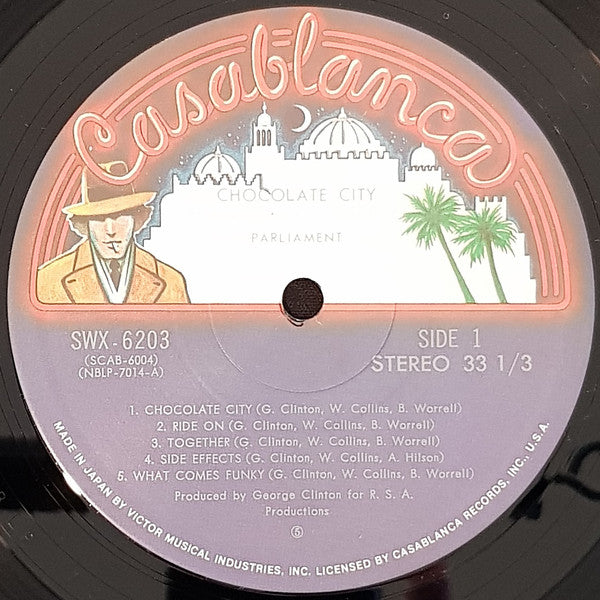 Casablanca
CHOCOLATE CITY
PARLIAMENT
SWX-6203
(SCAB-6004)
(NBLP-7014-A)
SIDE 1
STEREO 33 1/3
1. CHOCOLATE CITY (G. Clinton, W. Collins, B. Worrell)
2. RIDE ON (G. Clinton, W. Collins, B. Worrell)
3. TOGETHER (G. Clinton, W. Collins, B. Worrell)
4. SIDE EFFECTS (G. Clinton, W. Collins, A. Hilson)
5. WHAT COMES FUNKY (G. Clinton, W. Collins, B. Worrell)
Produced by George Clinton for R. S. A.
Productions
⑤
MADE IN JAPAN BY VICTOR MUSICAL INDUSTRIES, INC. LICENSED BY CASABLANCA RECORDS, INC., U.S.A.